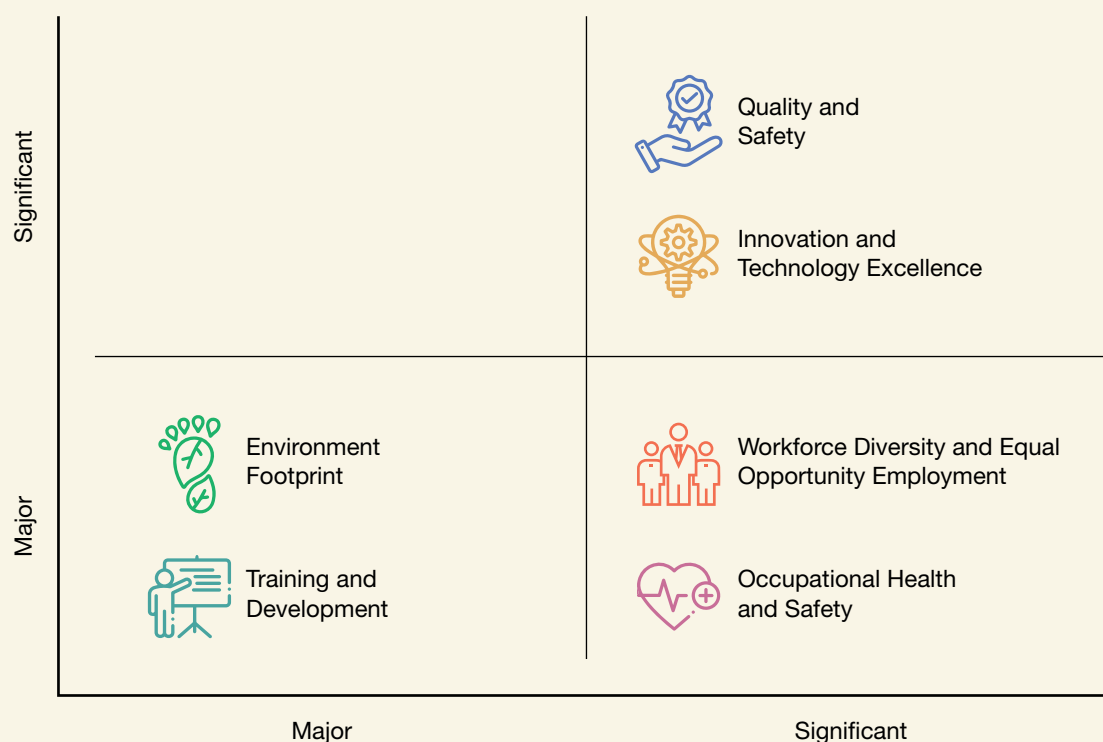 Significant
Quality and
Safety
Innovation and
Technology Excellence
Major
Environment
Footprint
Workforce Diversity and Equal
Opportunity Employment
Training and
Development
Occupational Health
and Safety
Major
Significant